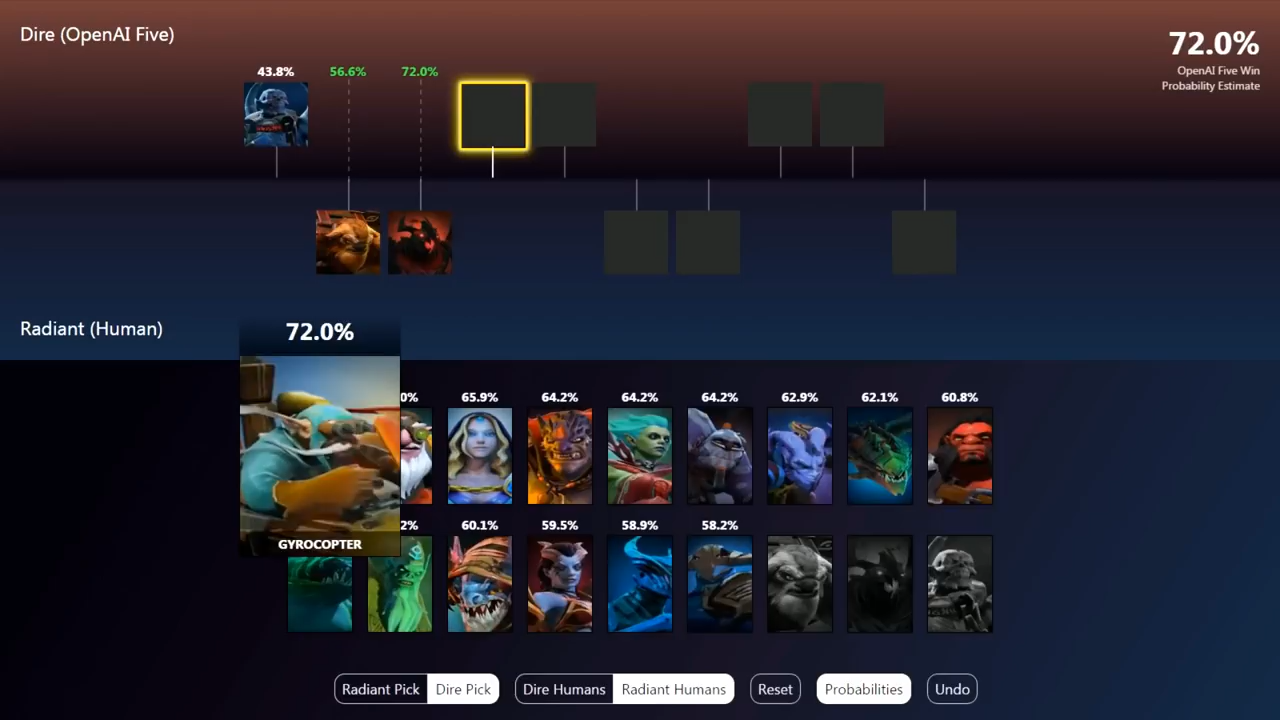 Dire (OpenAI Five)
72.0%
OpenAI Five Win
Probability Estimate
43.8% 56.6% 72.0%
Radiant (Human)
72.0%
0% 65.9% 64.2% 64.2% 64.2% 62.9% 62.1% 60.8%
2% 60.1% 59.5% 58.9% 58.2%
GYROCOPTER
Radiant Pick Dire Pick Dire Humans Radiant Humans Reset Probabilities Undo